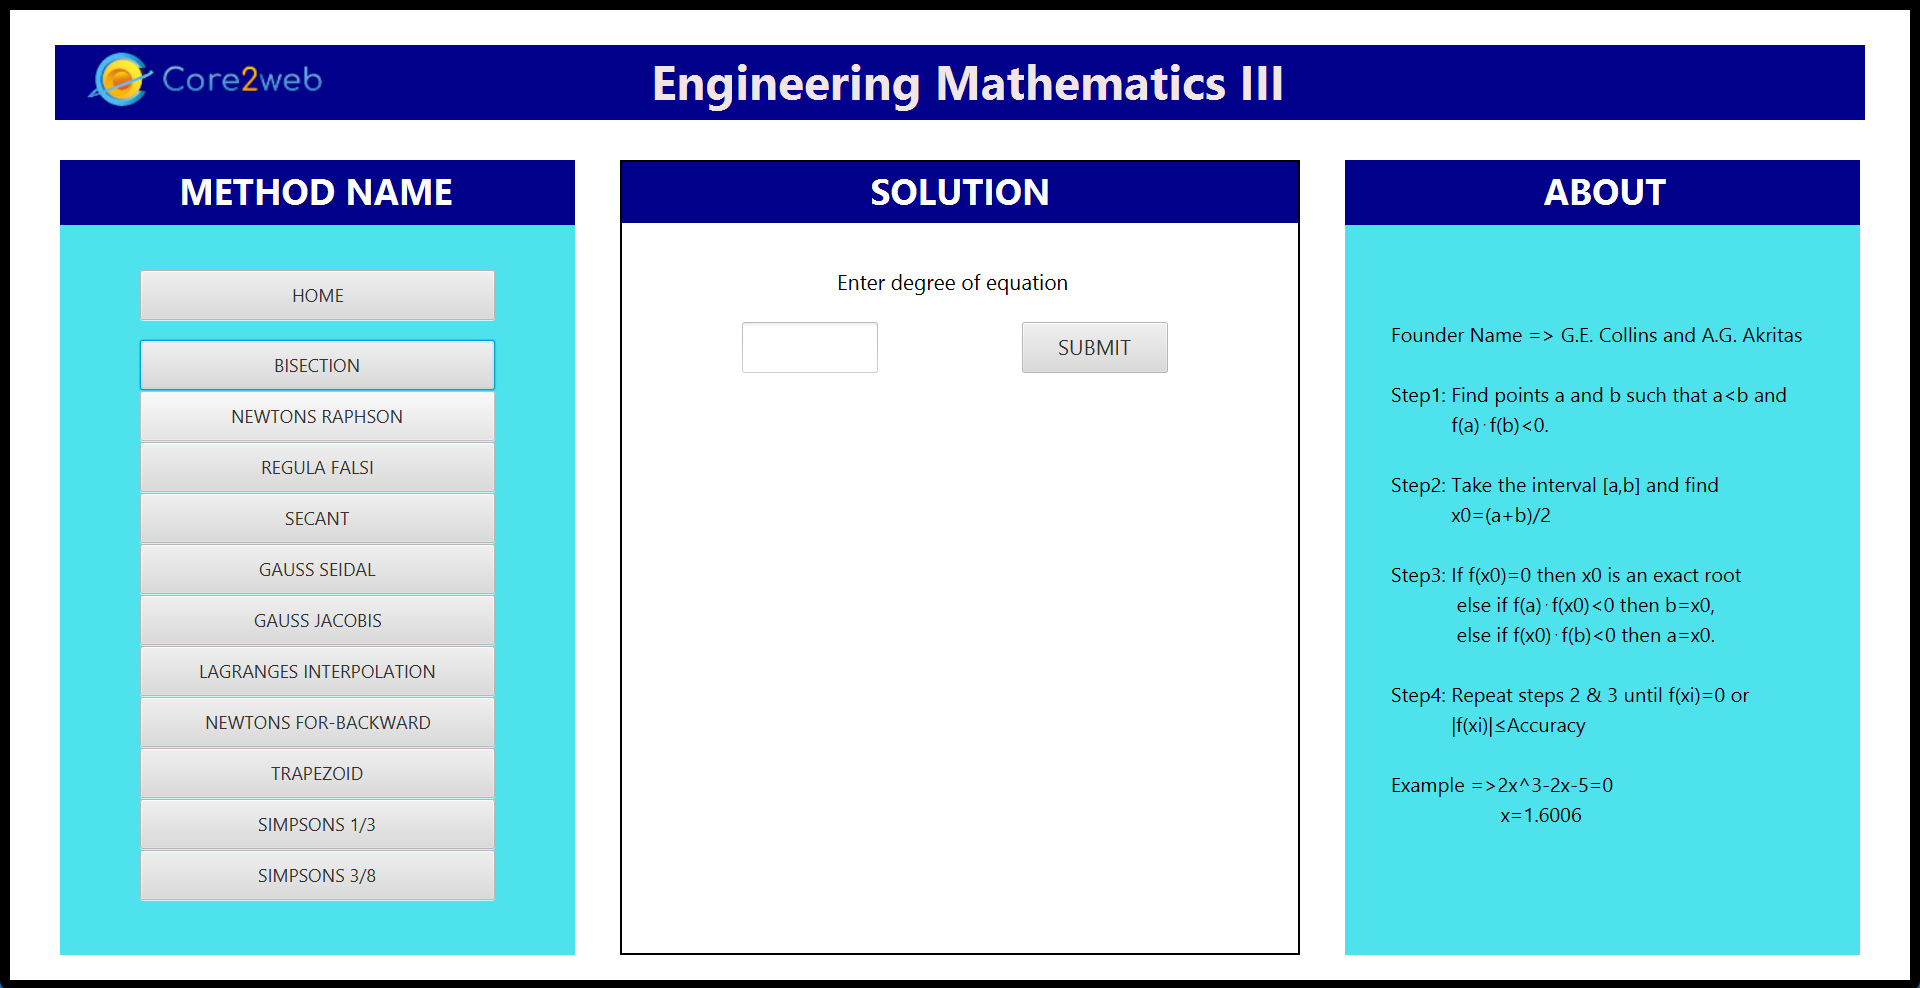 Core2web
Engineering Mathematics III
METHOD NAME
HOME
BISECTION
NEWTONS RAPHSON
REGULA FALSI
SECANT
GAUSS SEIDAL
GAUSS JACOBIS
LAGRANGES INTERPOLATION
NEWTONS FOR-BACKWARD
TRAPEZOID
SIMPSONS 1/3
SIMPSONS 3/8
SOLUTION
Enter degree of equation
SUBMIT
ABOUT
Founder Name => G.E. Collins and A.G. Akritas
Step1: Find points a and b such that a<b and
f(a)·f(b)<0.
Step2: Take the interval [a,b] and find
x0=(a+b)/2
Step3: If f(x0)=0 then x0 is an exact root
else if f(a)·f(x0)<0 then b=x0,
else if f(x0)·f(b)<0 then a=x0.
Step4: Repeat steps 2 & 3 until f(xi)=0 or
|f(xi)|≤Accuracy
Example =>2x^3-2x-5=0
x=1.6006